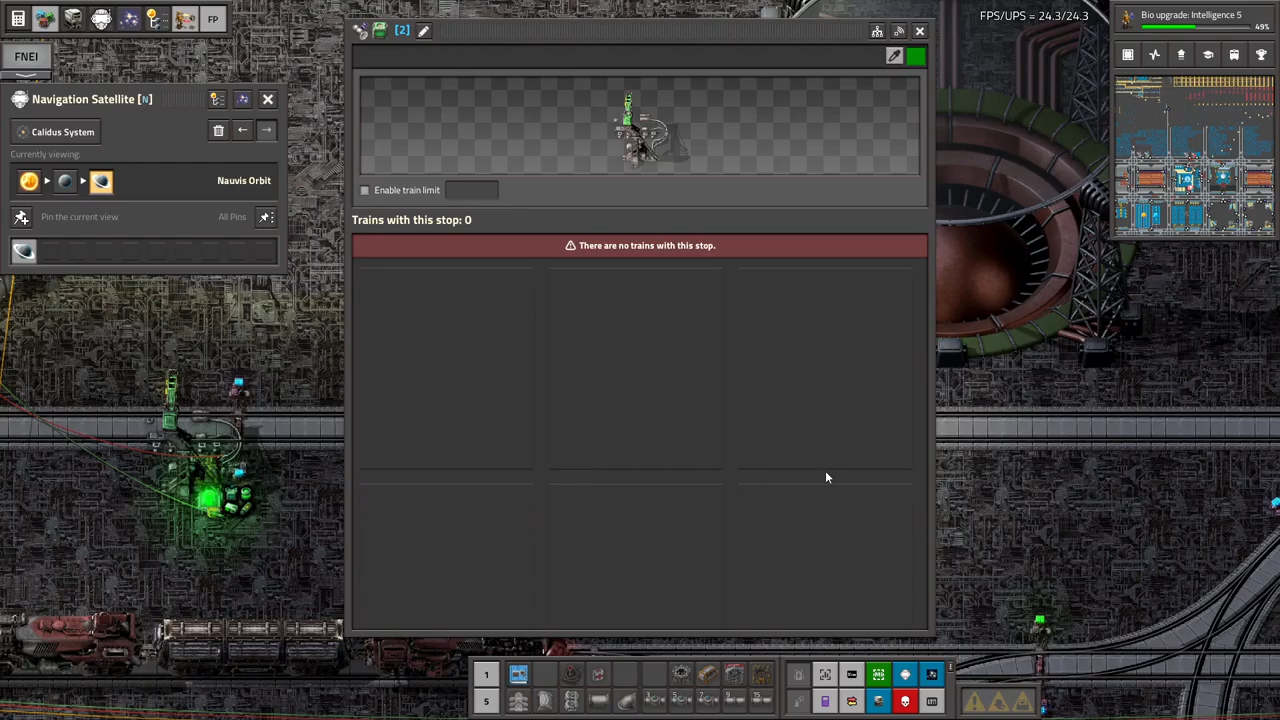 FP
[2]
FPS/UPS = 24.3/24.3
Bio upgrade: Intelligence 5
49%
FNEI
Navigation Satellite [N]
Calidus System
Currently viewing:
Nauvis Orbit
Pin the current view
All Pins
Enable train limit
Trains with this stop: 0
There are no trains with this stop.
1
5